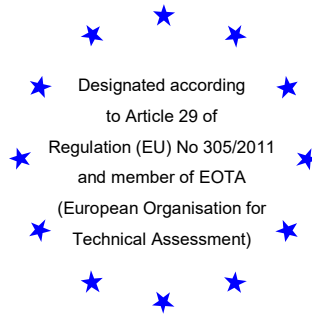 Designated according
to Article 29 of
Regulation (EU) No 305/2011
and member of EOTA
(European Organisation for
Technical Assessment)